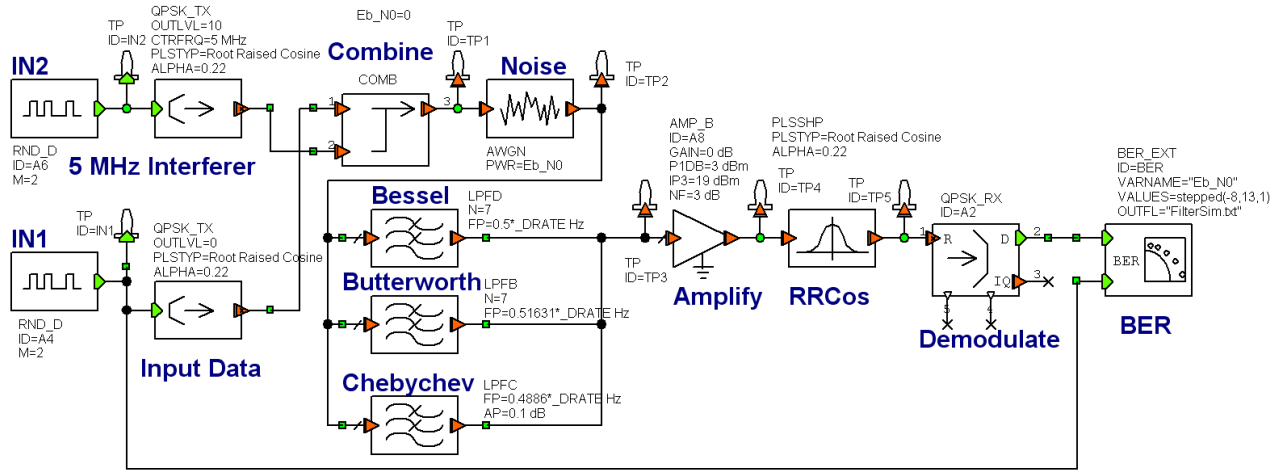 Eb_N0=0
QPSK_TX
OUTLVL=10
CTRFRQ=5 MHz
PLSTYP=Root Raised Cosine
ALPHA=0.22
TP
ID=IN2
IN2
RND_D
ID=A6
M=2
5 MHz Interferer
Combine
COMB
1
2
3
TP
ID=TP1
Noise
AWGN
PWR=Eb_N0
TP
ID=TP2
TP
ID=IN1
IN1
RND_D
ID=A4
M=2
QPSK_TX
OUTLVL=0
PLSTYP=Root Raised Cosine
ALPHA=0.22
Input Data
Bessel
LPFD
N=7
FP=0.5*_DRATE Hz
Butterworth
LPFB
N=7
FP=0.51631*_DRATE Hz
Chebychev
LPFC
FP=0.4886*_DRATE Hz
AP=0.1 dB
TP
ID=TP3
AMP_B
ID=A8
GAIN=0 dB
P1DB=3 dBm
IP3=19 dBm
NF=3 dB
Amplify
TP
ID=TP4
PLSSHP
PLSTYP=Root Raised Cosine
ALPHA=0.22
RRCos
TP
ID=TP5
QPSK_RX
ID=A2
1
R
D
2
IQ
3
5
4
Demodulate
BER_EXT
ID=BER
VARNAME="Eb_N0"
VALUES=stepped(-8,13,1)
OUTFL="FilterSim.txt"
BER
BER